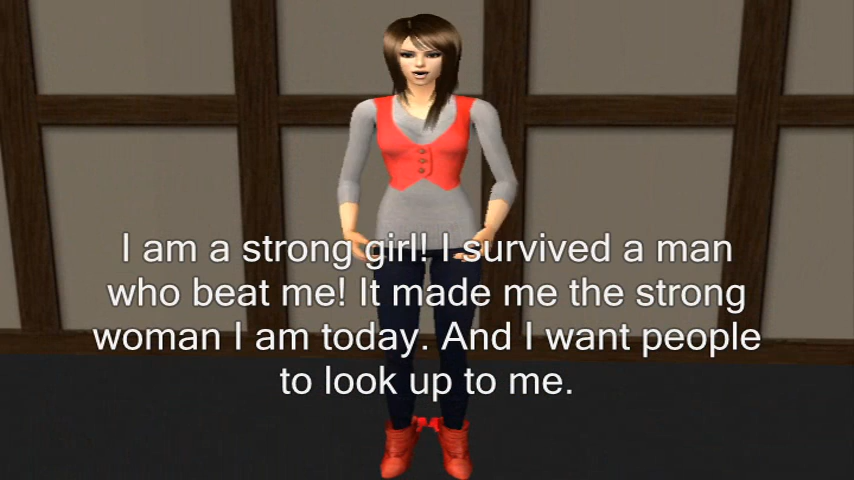 I am a strong girl! I survived a man
who beat me! It made me the strong
woman I am today. And I want people
to look up to me.